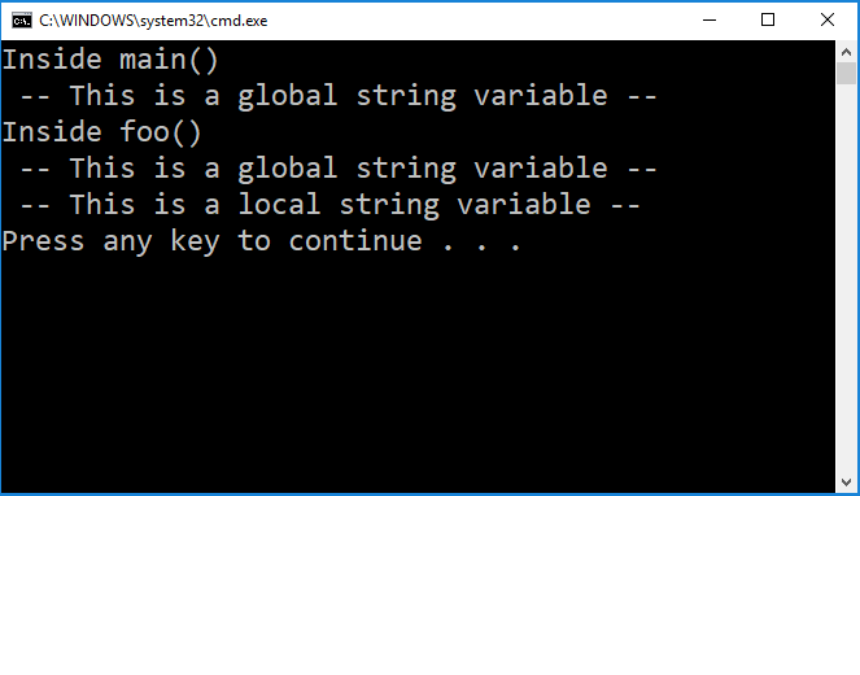 C:\WINDOWS\system32\cmd.exe
Inside main()
 -- This is a global string variable --
Inside foo()
 -- This is a global string variable --
 -- This is a local string variable --
Press any key to continue . . .